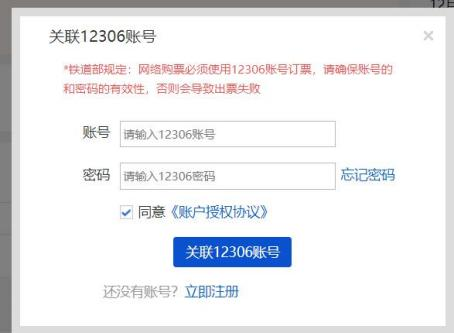 关联12306账号
*铁道部规定：网络购票必须使用12306账号订票，请确保账号的
和密码的有效性，否则会导致出票失败
账号 请输入12306账号
密码 请输入12306密码 忘记密码
同意《账户授权协议》
关联12306账号
还没有账号？立即注册